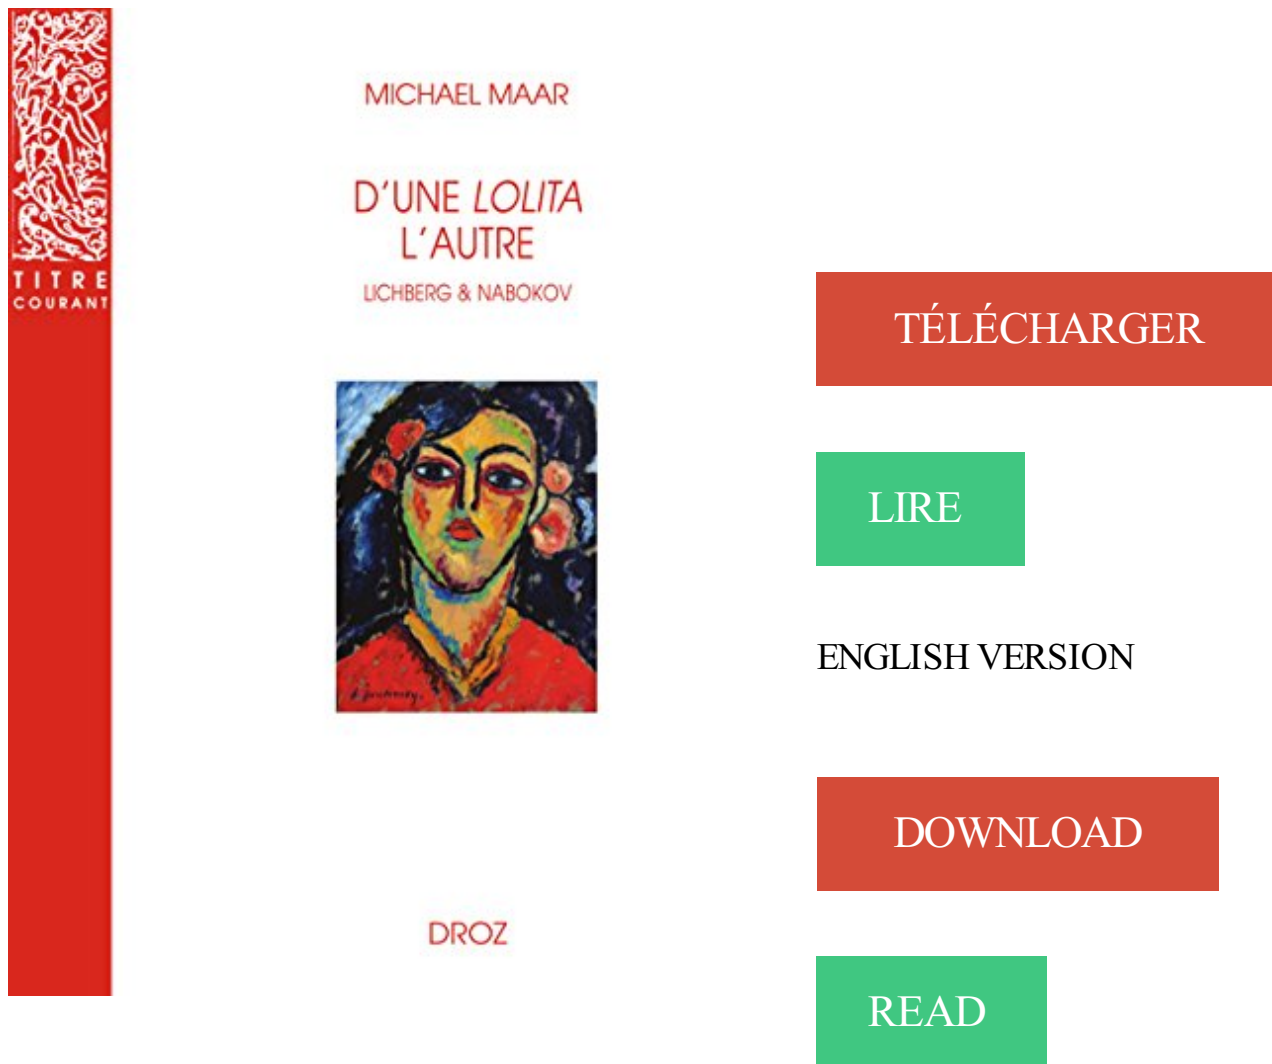 TITRE
COURANT
MICHAEL MAAR
D'UNE LOLITA
L'AUTRE
LICHBERG & NABOKOV
DROZ
TÉLÉCHARGER
LIRE
ENGLISH VERSION
DOWNLOAD
READ